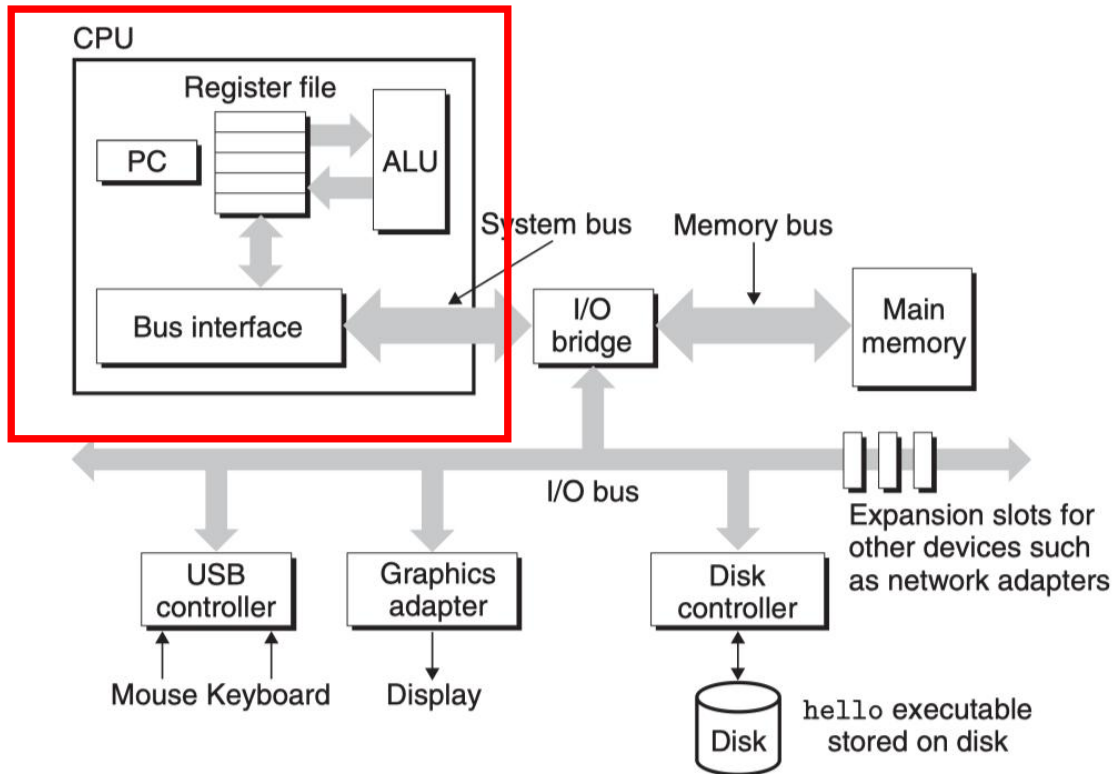 CPU
Register file
PC
ALU
System bus
Memory bus
Bus interface
I/O
bridge
Main
memory
I/O bus
Expansion slots for
other devices such
as network adapters
USB
controller
Graphics
adapter
Disk
controller
Mouse Keyboard
Display
Disk
hello executable
stored on disk